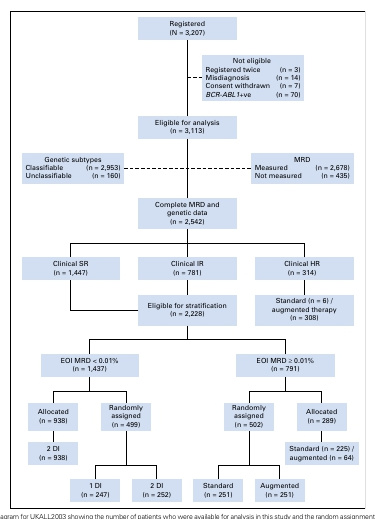 Registered
(N = 3,207)
Not eligible
Registered twice (n = 3)
Misdiagnosis (n = 14)
Consent withdrawn (n = 7)
BCR-ABL1+ve (n = 70)
Eligible for analysis
(n = 3,113)
Genetic subtypes
Classifiable (n = 2,953)
Unclassifiable (n = 160)
MRD
Measured (n = 2,678)
Not measured (n = 435)
Complete MRD and
genetic data
(n = 2,542)
Clinical SR
(n = 1,447)
Clinical IR
(n = 781)
Clinical HR
(n = 314)
Eligible for stratification
(n = 2,228)
Standard (n = 6) /
augmented therapy
(n = 308)
EOI MRD < 0.01%
(n = 1,437)
EOI MRD ≥ 0.01%
(n = 791)
Allocated
(n = 938)
Randomly
assigned
(n = 499)
Randomly
assigned
(n = 502)
Allocated
(n = 289)
2 DI
(n = 938)
Standard (n = 225) /
augmented (n = 64)
1 DI
(n = 247)
2 DI
(n = 252)
Standard
(n = 251)
Augmented
(n = 251)
agram for UKALL2003 showing the number of patients who were available for analysis in this study and the random assignment